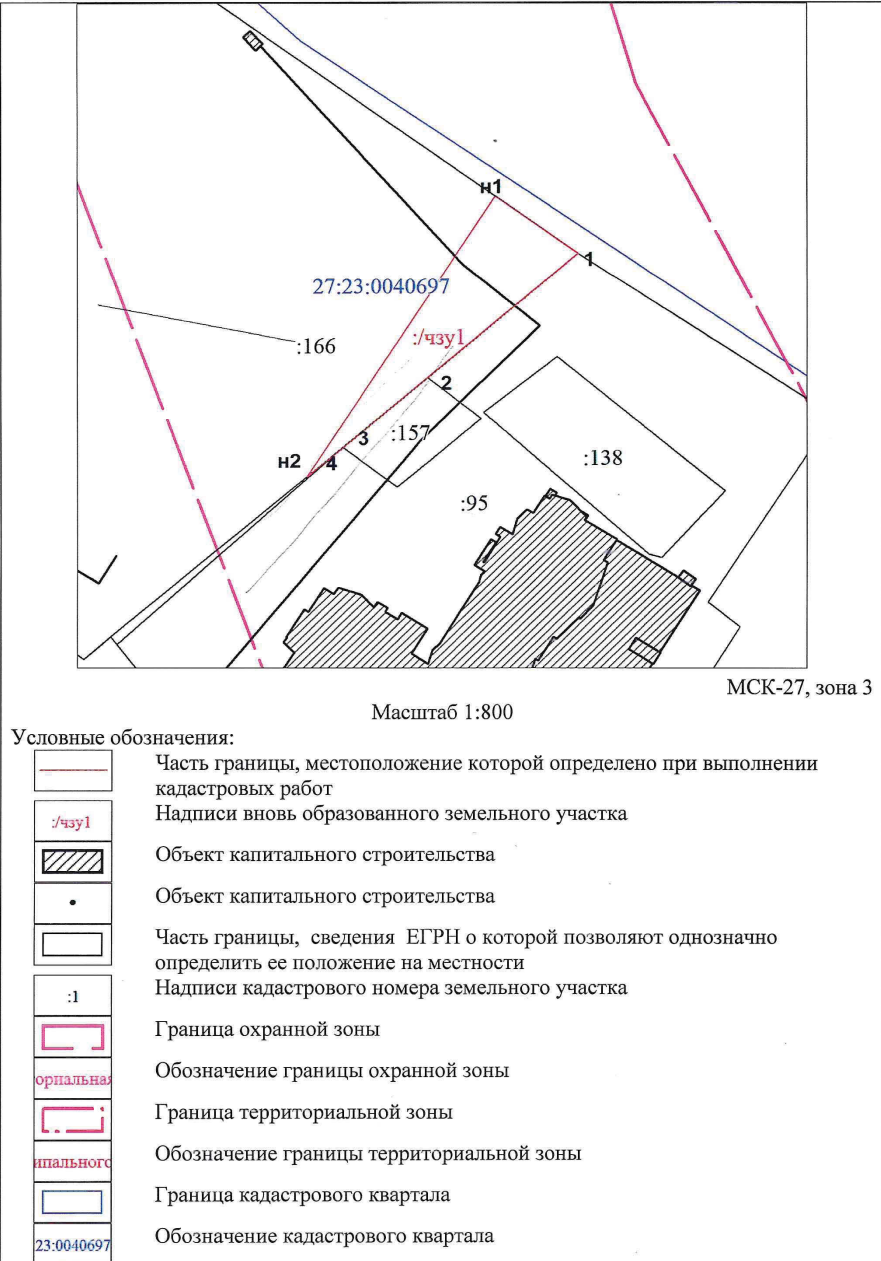 н1
1
27:23:0040697
:/чзу1
:166
2
:157
3
:138
н2
4
:95
МСК-27, зона 3
Масштаб 1:800
Условные обозначения:
Часть границы, местоположение которой определено при выполнении
кадастровых работ
:/чзу1
Надписи вновь образованного земельного участка
Объект капитального строительства
Объект капитального строительства
Часть границы, сведения ЕГРН о которой позволяют однозначно
определить ее положение на местности
:1
Надписи кадастрового номера земельного участка
Граница охранной зоны
ориальная
Обозначение границы охранной зоны
Граница территориальной зоны
ипального
Обозначение границы территориальной зоны
Граница кадастрового квартала
23:0040697
Обозначение кадастрового квартала